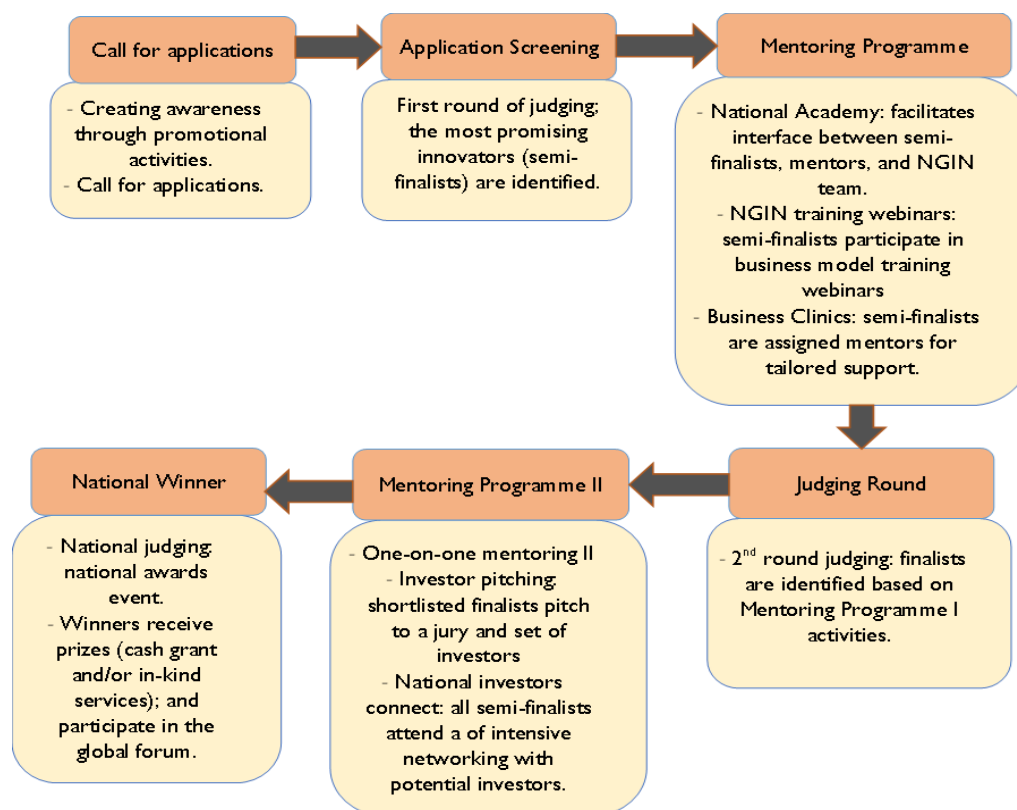 Call for applications
- Creating awareness
through promotional
activities.
- Call for applications.
Application Screening
First round of judging;
the most promising
innovators (semi-
finalists) are identified.
Mentoring Programme
- National Academy: facilitates
interface between semi-
finalists, mentors, and NGIN
team.
- NGIN training webinars:
semi-finalists participate in
business model training
webinars
- Business Clinics: semi-finalists
are assigned mentors for
tailored support.
Judging Round
- 2nd round judging: finalists
are identified based on
Mentoring Programme I
activities.
Mentoring Programme II
- One-on-one mentoring II
- Investor pitching:
shortlisted finalists pitch
to a jury and set of
investors
- National investors
connect: all semi-finalists
attend a of intensive
networking with
potential investors.
National Winner
- National judging:
national awards
event.
- Winners receive
prizes (cash grant
and/or in-kind
services); and
participate in the
global forum.